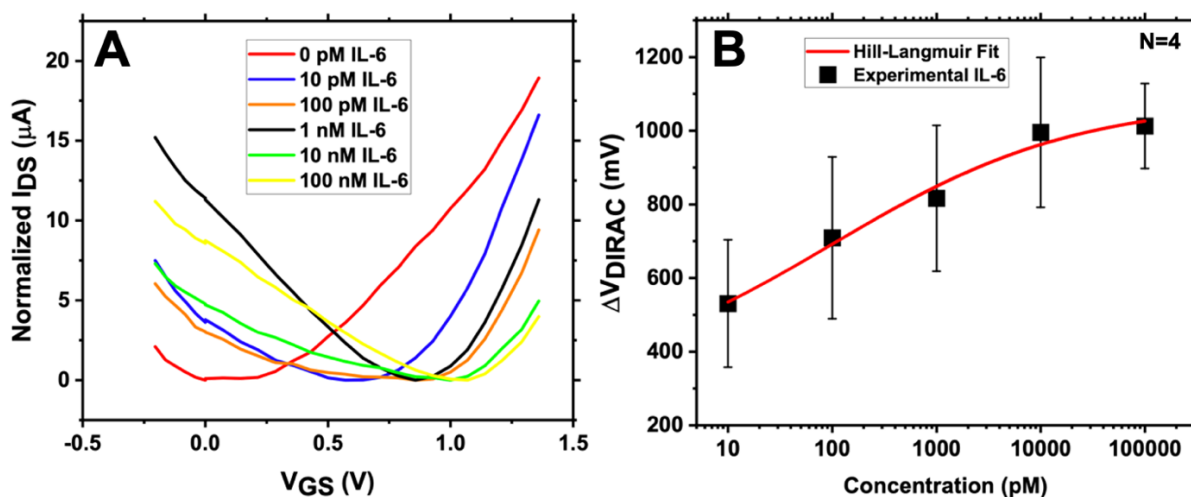 A
0 pM IL-6
10 pM IL-6
100 pM IL-6
1 nM IL-6
10 nM IL-6
100 nM IL-6
Normalized IDS (μA)
20
15
10
5
0
-0.5
0.0
0.5
1.0
1.5
VGS (V)
B
Hill-Langmuir Fit
Experimental IL-6
N=4
ΔVDIRAC (mV)
1200
1000
800
600
400
200
10
100
1000
10000
100000
Concentration (pM)